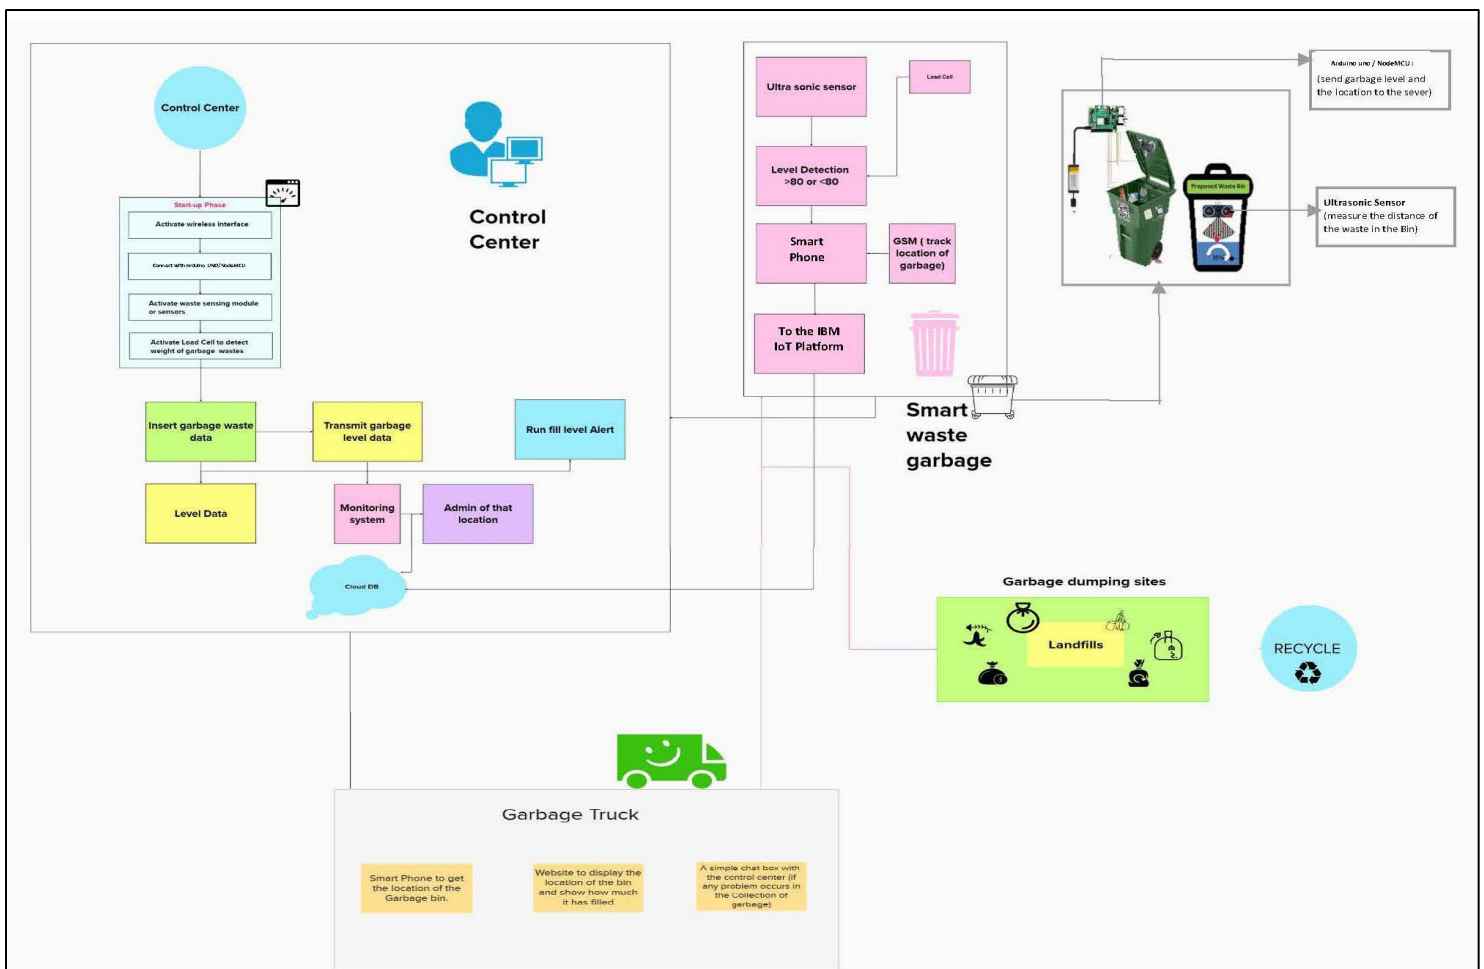 Control Center
Control
Center
Start-up Phase
Activate wireless interface
Connect with Arduino UNO/NodeMCU
Activate waste sensing module
or sensors
Activate Load Cell to detect
weight of garbage wastes
Insert garbage waste
data
Transmit garbage
level data
Run fill level Alert
Level Data
Monitoring
system
Admin of that
location
Cloud DB
Ultra sonic sensor
Load Cell
Level Detection
>80 or <80
Smart
Phone
GSM ( track
location of
garbage)
To the IBM
IoT Platform
Smart
waste
garbage
Arduino uno / NodeMCU :
(send garbage level and
the location to the sever)
Proposed Waste Bin
Ultrasonic Sensor
(measure the distance of
the waste in the Bin)
Garbage dumping sites
Landfills
RECYCLE
Garbage Truck
Smart Phone to get
the location of the
Garbage bin.
Website to display the
location of the bin
and show how much
it has filled
A simple chat box with
the control center (if
any problem occurs in
the Collection of
garbage)